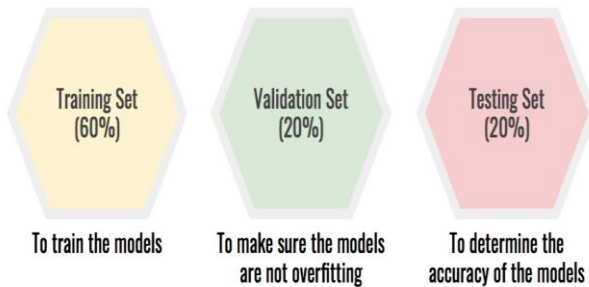 Training Set
(60%)
Validation Set
(20%)
Testing Set
(20%)
To train the models
To make sure the models
are not overfitting
To determine the
accuracy of the models